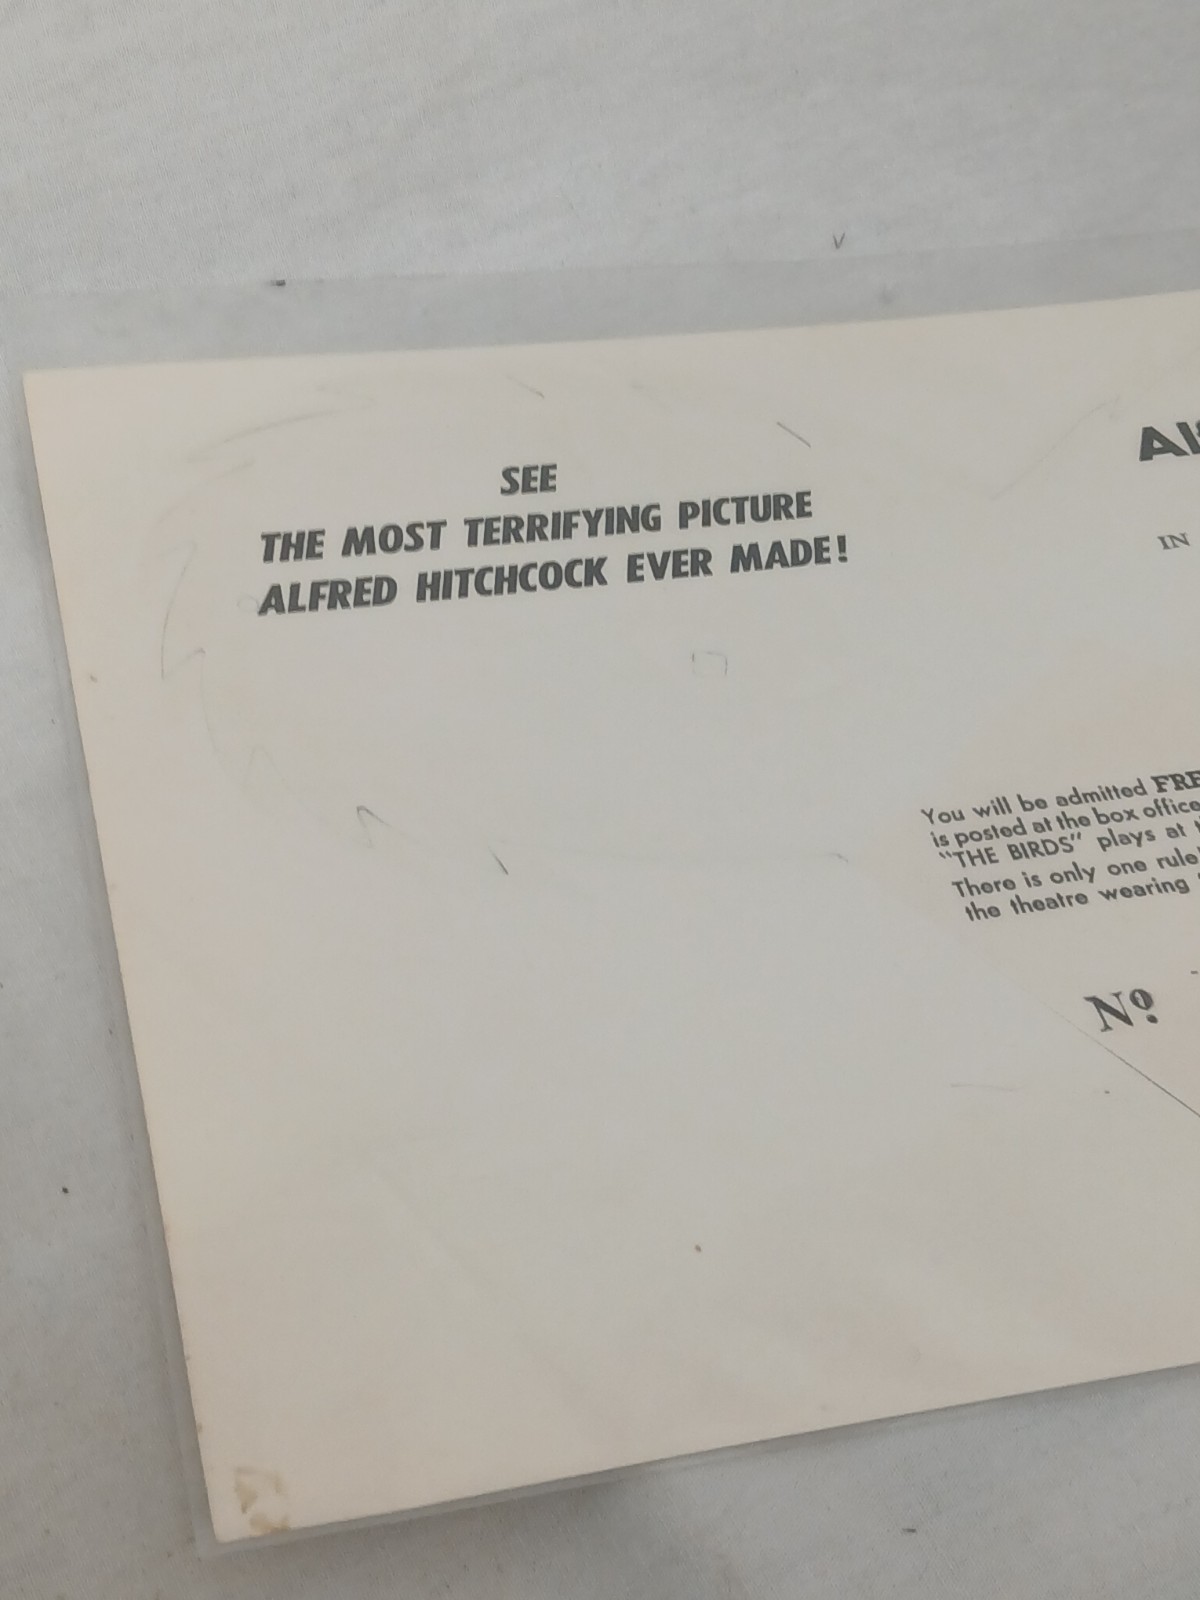 SEE
THE MOST TERRIFYING PICTURE
ALFRED HITCHCOCK EVER MADE!
IN
You will be admitted FRE
is posted at the box office
"THE BIRDS" plays at
There is only one rule
the theatre wearing
No.